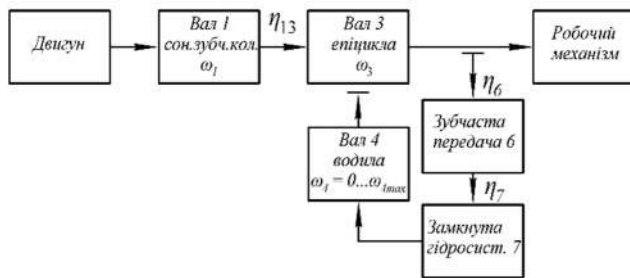 Двигун
Вал 1
сон.зубч.кол.
ω₁
η₁₃
Вал 3
епіцикла
ω₃
Робочий
механізм
η₆
Зубчаста
передача 6
Вал 4
водила
ω₄ = 0...ω₄ₘₐₓ
η₇
Замкнута
гідросист. 7